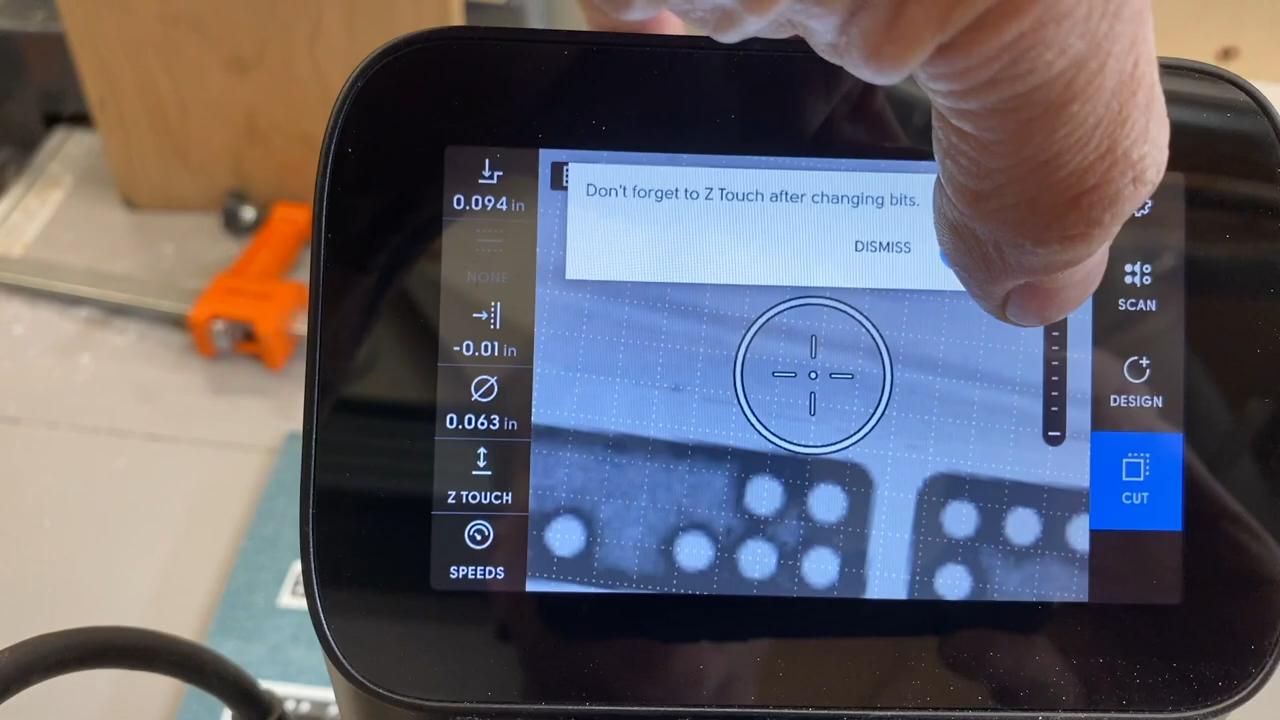 0.094 in
NONE
-0.01 in
0.063 in
Z TOUCH
SPEEDS
Don't forget to Z Touch after changing bits.
DISMISS
SCAN
DESIGN
CUT